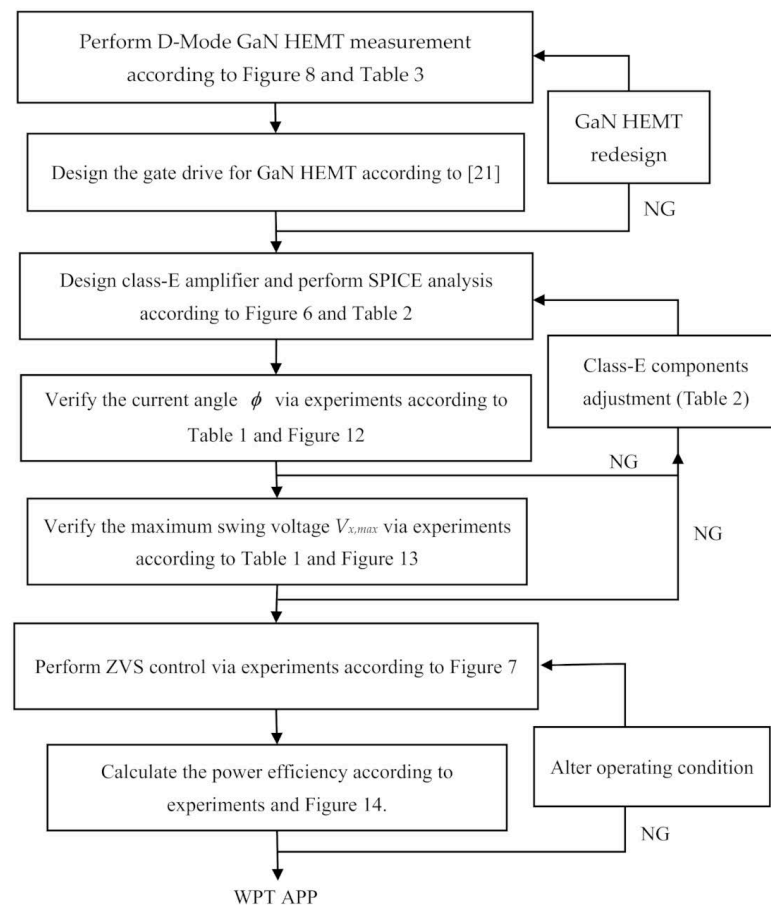 Perform D-Mode GaN HEMT measurement
according to Figure 8 and Table 3
GaN HEMT
redesign
Design the gate drive for GaN HEMT according to [21]
NG
Design class-E amplifier and perform SPICE analysis
according to Figure 6 and Table 2
Class-E components
adjustment (Table 2)
Verify the current angle ϕ via experiments according to
Table 1 and Figure 12
NG
Verify the maximum swing voltage Vx,max via experiments
according to Table 1 and Figure 13
NG
Perform ZVS control via experiments according to Figure 7
Calculate the power efficiency according to
experiments and Figure 14.
Alter operating condition
NG
WPT APP